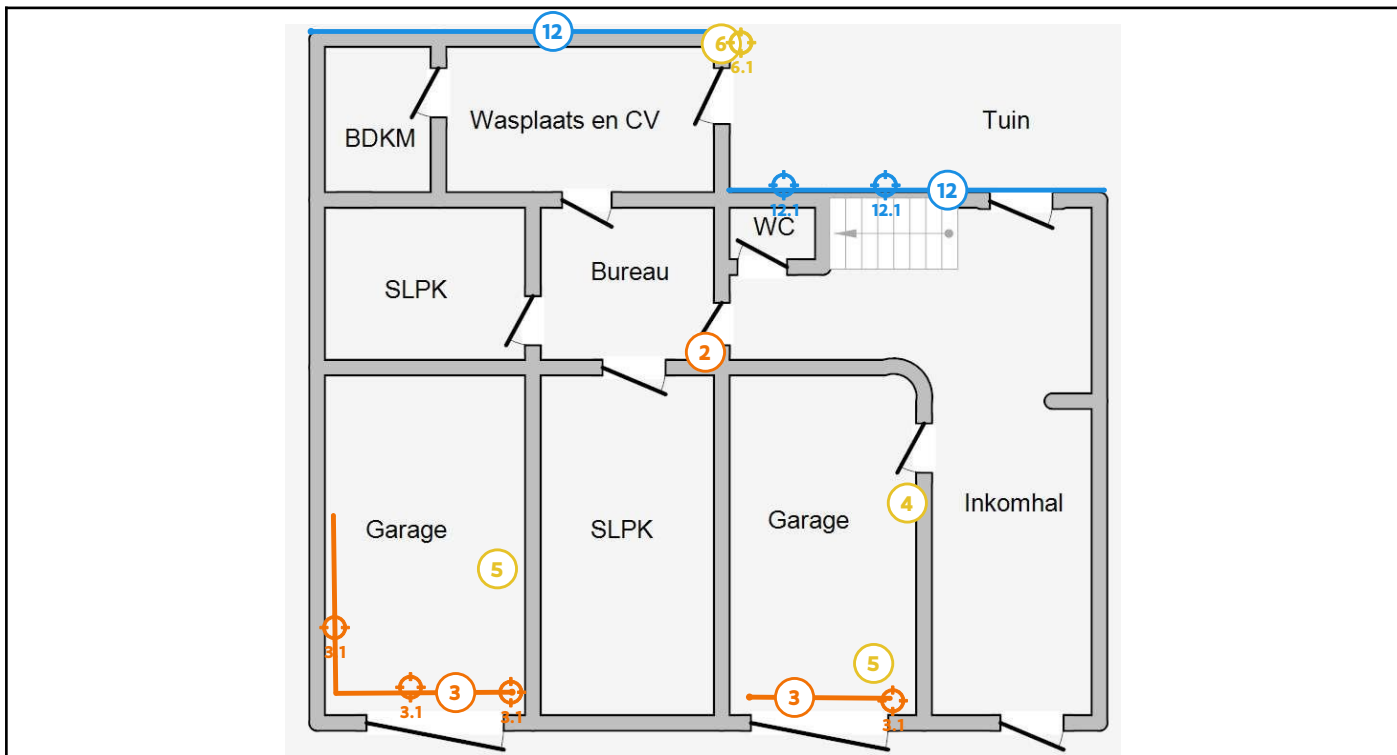 12
6
6.1
Wasplaats en CV
Tuin
BDKM
12.1
12.1
12
WC
Bureau
SLPK
2
4
Inkomhal
Garage
SLPK
Garage
5
3.1
5
3
3.1
3.1
3
3.1